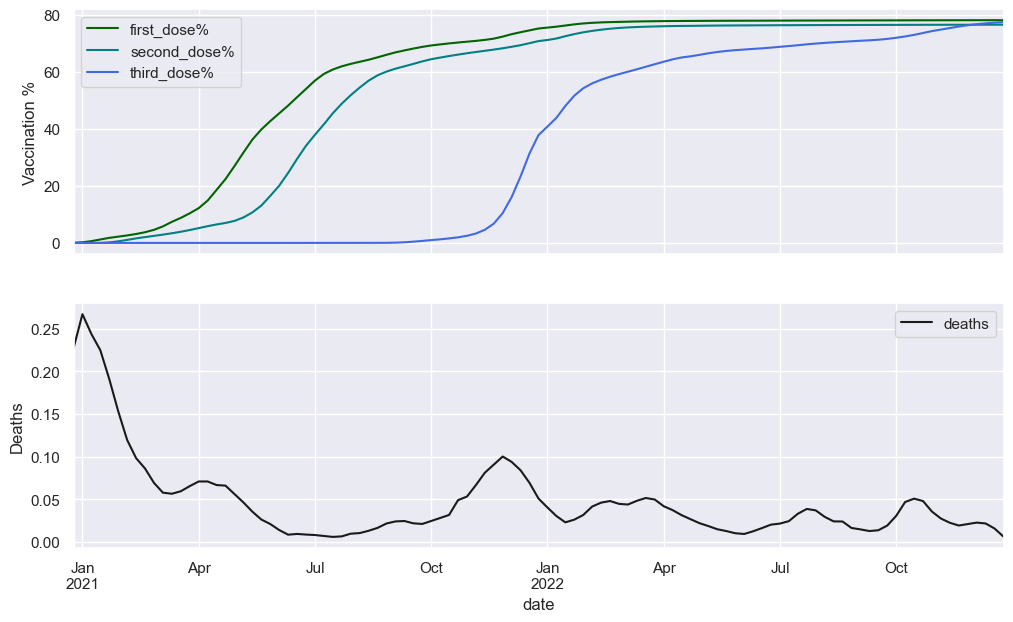 80
60
40
20
0
Vaccination %
first_dose%
second_dose%
third_dose%
0.25
0.20
0.15
0.10
0.05
0.00
Deaths
deaths
Jan Apr Jul Oct Jan Apr Jul Oct
2021 2022
date